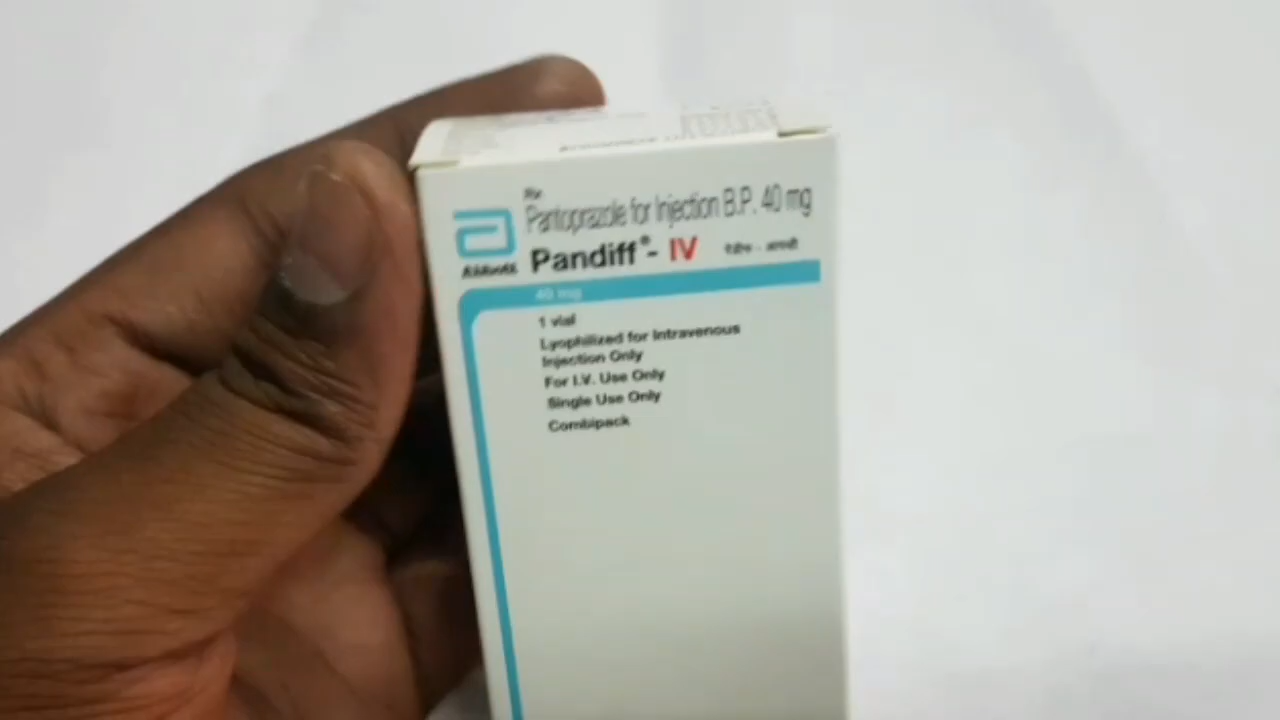 Rx
Pantoprazole for Injection B.P. 40 mg
Abbott
Pandiff®- IV
40 mg
1 vial
Lyophilized for Intravenous
Injection Only
For I.V. Use Only
Single Use Only
Combipack